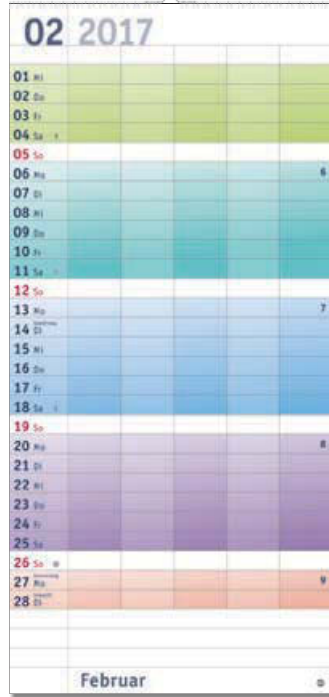 02 2017
01 Mi
02 Do
03 Fr
04 Sa
05 So
06 Mo 6
07 Di
08 Mi
09 Do
10 Fr
11 Sa
12 So
13 Mo 7
14 Di
15 Mi
16 Do
17 Fr
18 Sa
19 So
20 Mo 8
21 Di
22 Mi
23 Do
24 Fr
25 Sa
26 So
27 Mo 9
28 Di
Februar